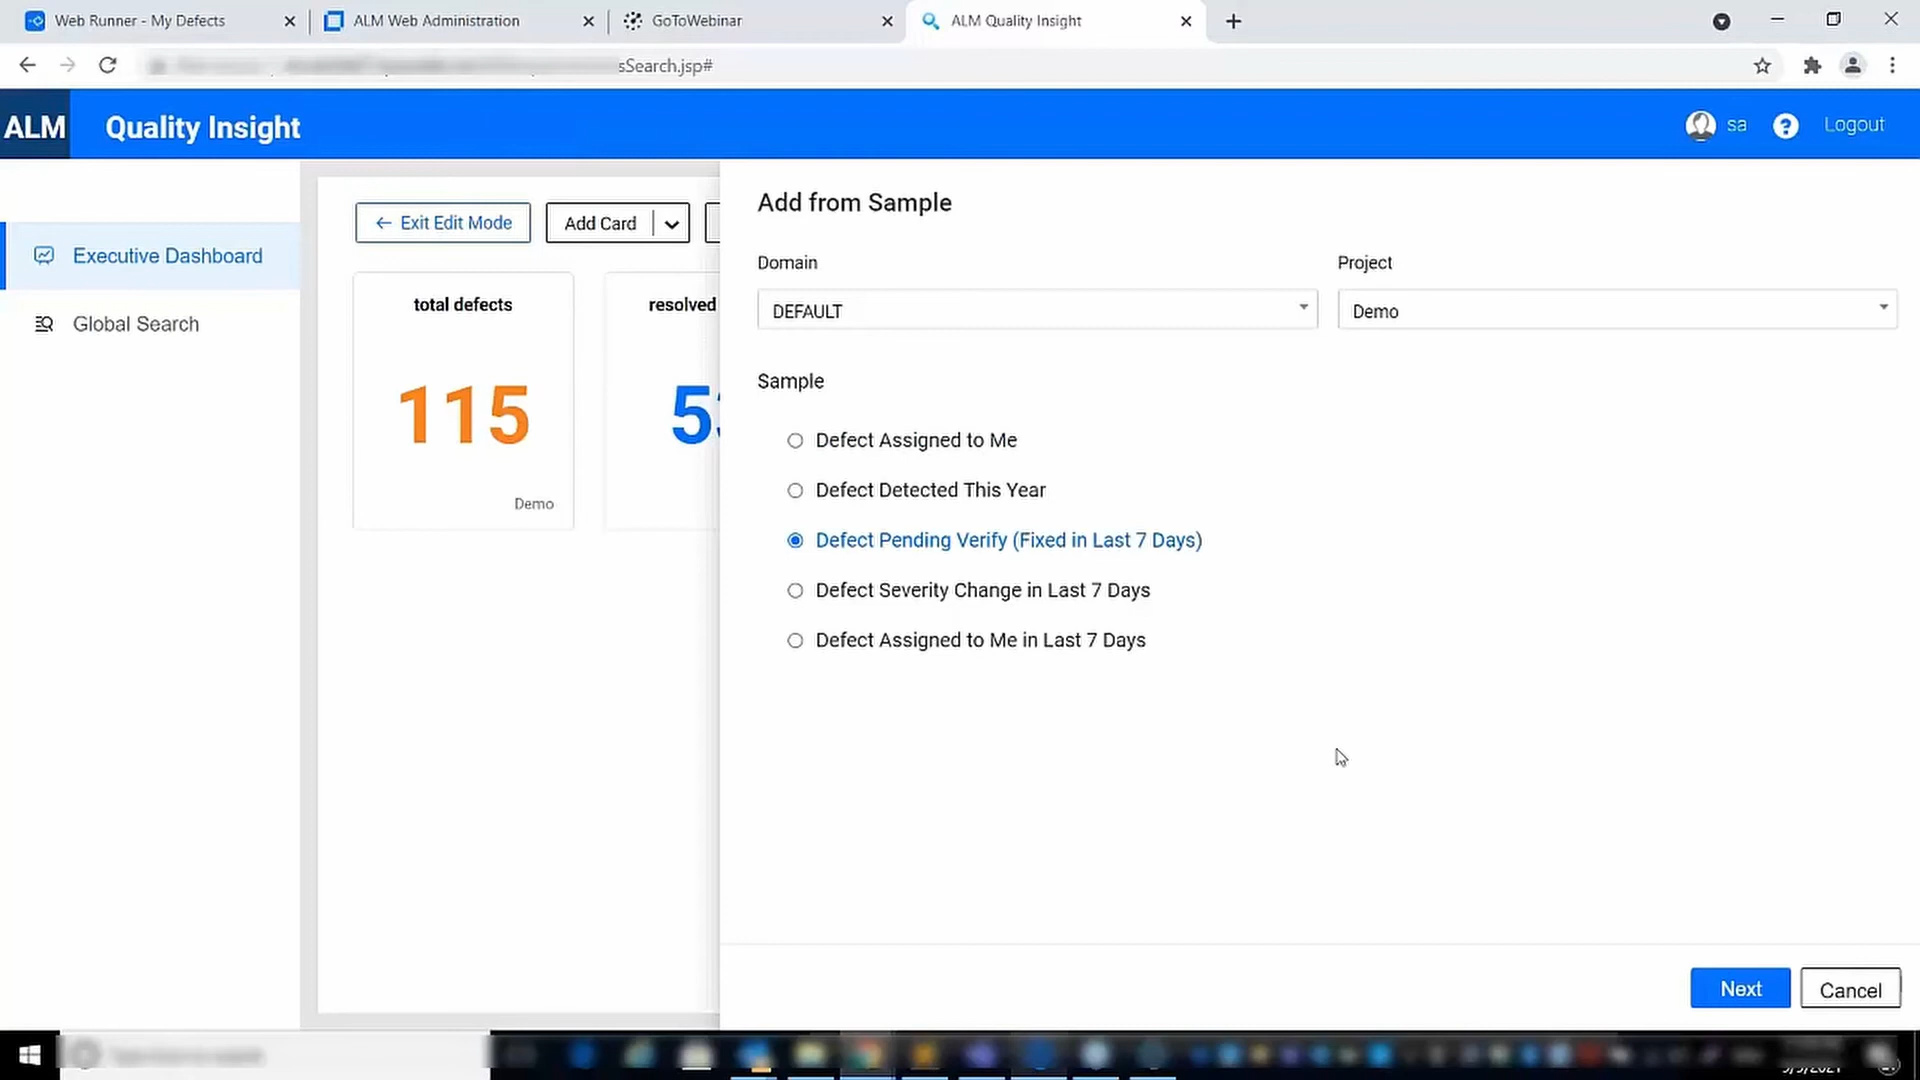 Web Runner - My Defects
ALM Web Administration
GoToWebinar
ALM Quality Insight
sSearch.jsp#
ALM
Quality Insight
sa
?
Logout
Executive Dashboard
Global Search
Exit Edit Mode
Add Card
total defects
115
Demo
resolved
Add from Sample
Domain
Project
DEFAULT
Demo
Sample
Defect Assigned to Me
Defect Detected This Year
Defect Pending Verify (Fixed in Last 7 Days)
Defect Severity Change in Last 7 Days
Defect Assigned to Me in Last 7 Days
Next
Cancel